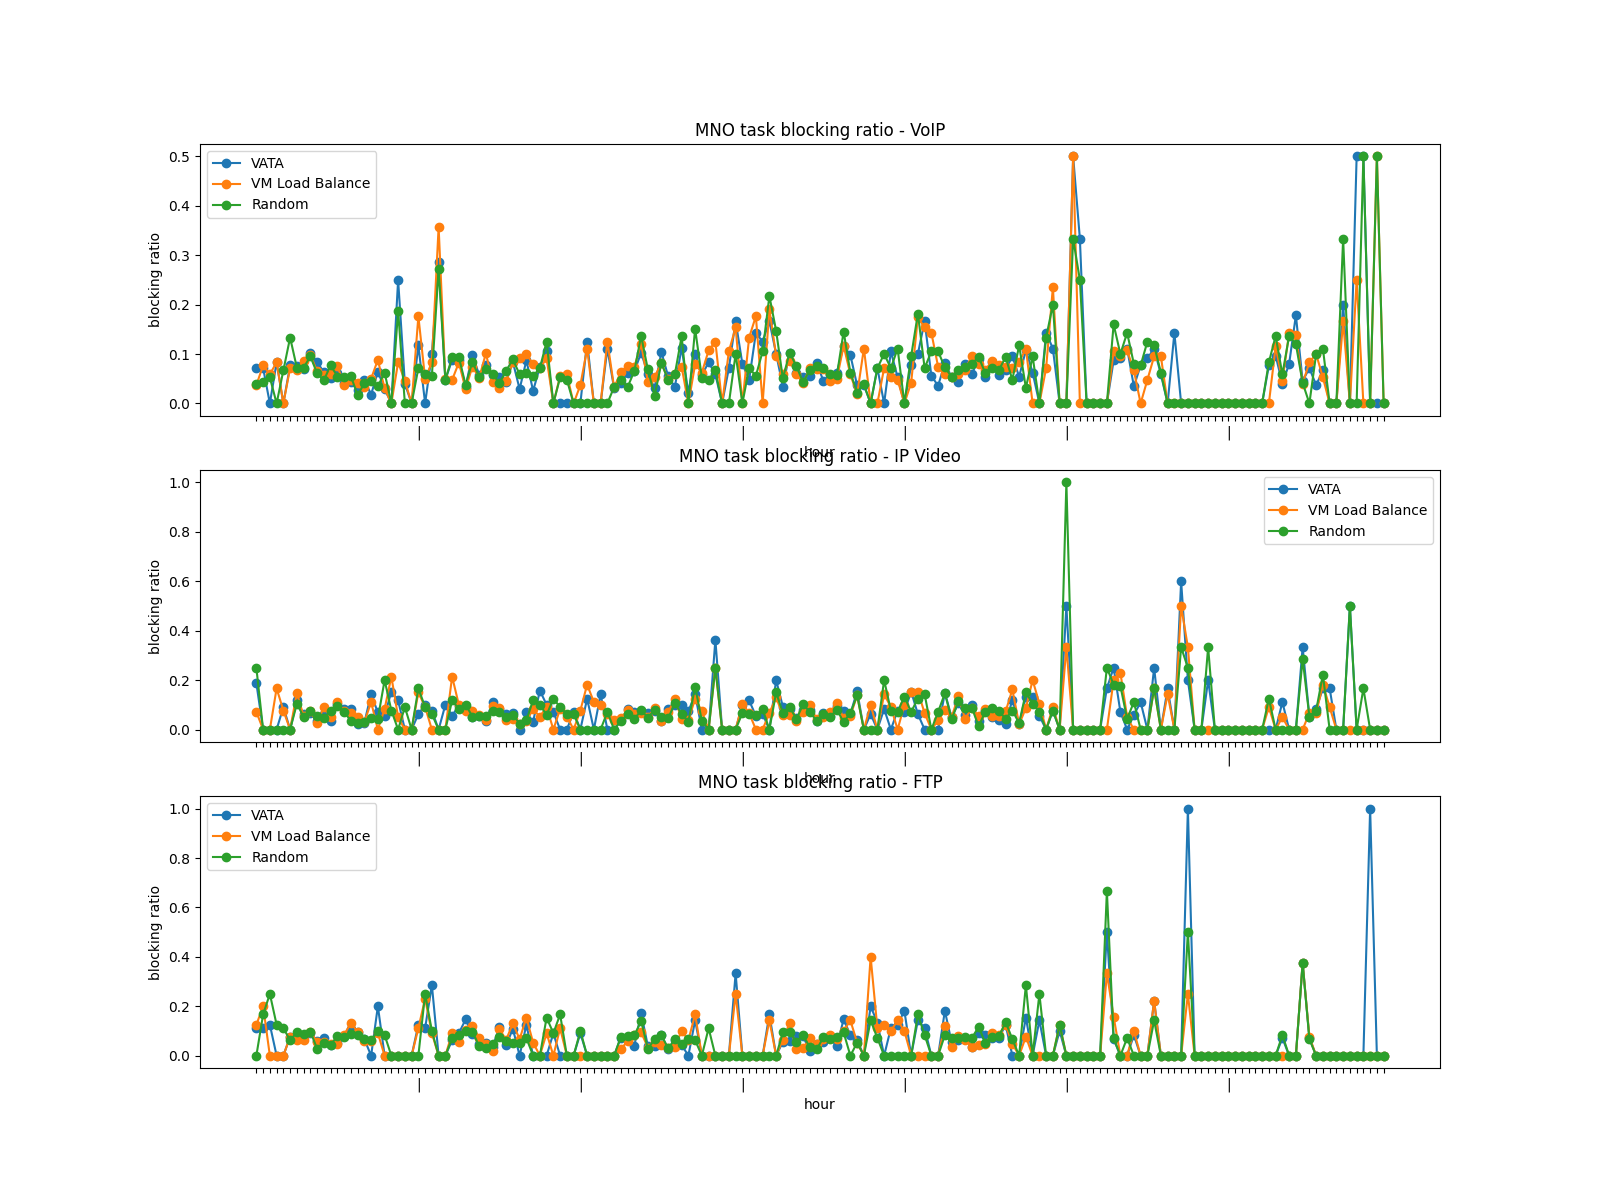 MNO task blocking ratio - VoIP
0.5
0.4
0.3
0.2
0.1
0.0
blocking ratio
VATA
VM Load Balance
Random
hour
MNO task blocking ratio - IP Video
1.0
0.8
0.6
0.4
0.2
0.0
blocking ratio
VATA
VM Load Balance
Random
hour
MNO task blocking ratio - FTP
1.0
0.8
0.6
0.4
0.2
0.0
blocking ratio
VATA
VM Load Balance
Random
hour